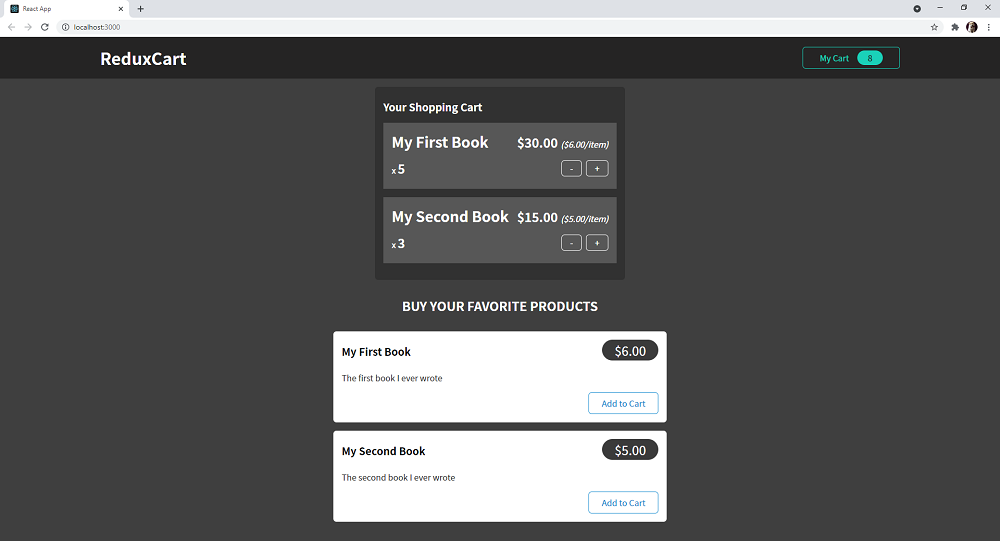 React App
localhost:3000
ReduxCart
My Cart 8
Your Shopping Cart
My First Book $30.00 ($6.00/item)
x 5 - +
My Second Book $15.00 ($5.00/item)
x 3 - +
BUY YOUR FAVORITE PRODUCTS
My First Book $6.00
The first book I ever wrote
Add to Cart
My Second Book $5.00
The second book I ever wrote
Add to Cart